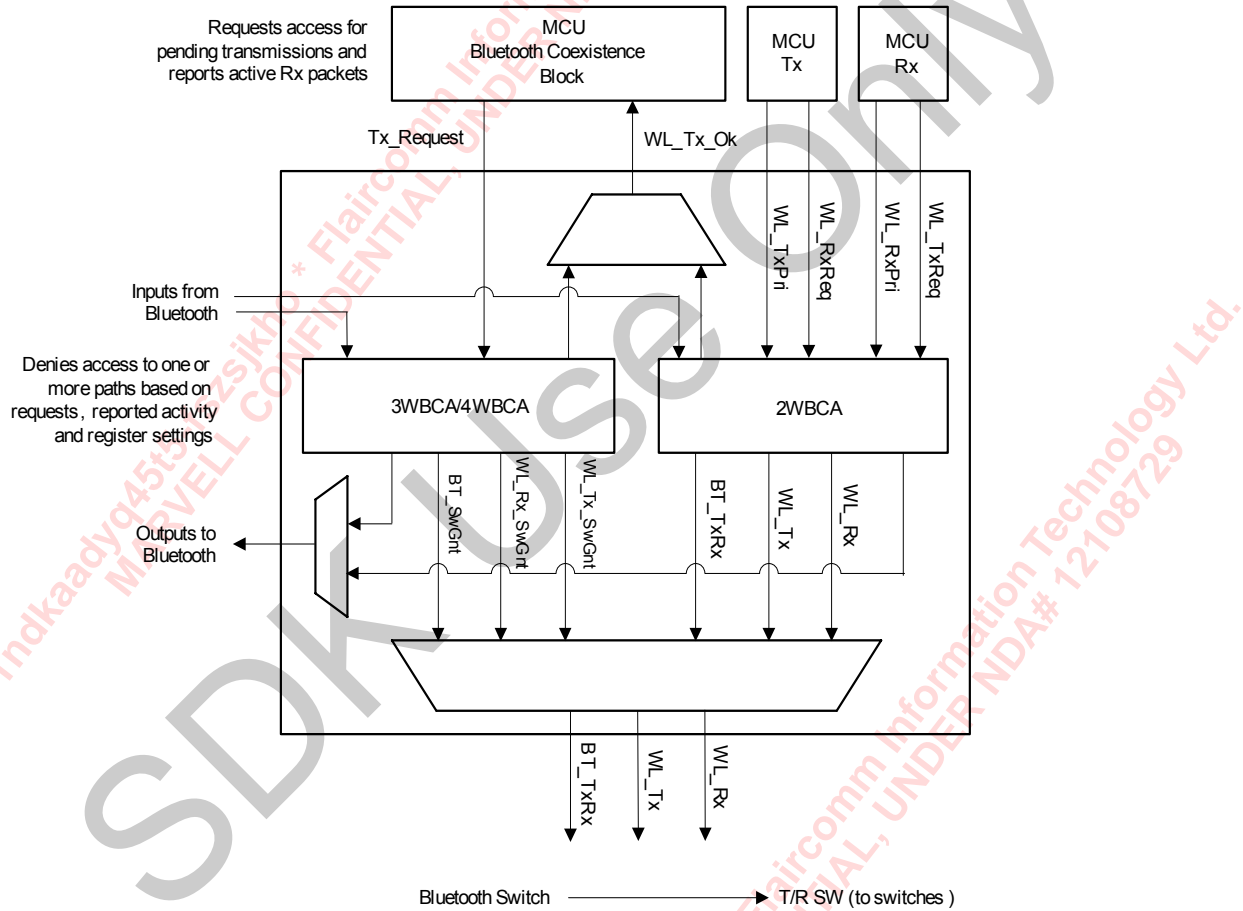 Requests access for
pending transmissions and
reports active Rx packets
MCU
Bluetooth Coexistence
Block
MCU
Tx
MCU
Rx
Tx_Request
WL_Tx_Ok
WL_TxPri
WL_RxReq
WL_RxPri
WL_TxReq
Inputs from
Bluetooth
Denies access to one or
more paths based on
requests, reported activity
and register settings
3WBCA/4WBCA
2WBCA
BT_SwGnt
WL_Rx_SwGnt
WL_Tx_SwGnt
BT_TxRx
WL_Tx
WL_Rx
Outputs to
Bluetooth
BT_TxRx
WL_Tx
WL_Rx
Bluetooth Switch
T/R SW (to switches )
SDK Use Only
* Flaircomm
MARVELL CONFIDENTIAL, UNDER
Flaircomm Information Technology Ltd.
UNDER NDA# 12108729